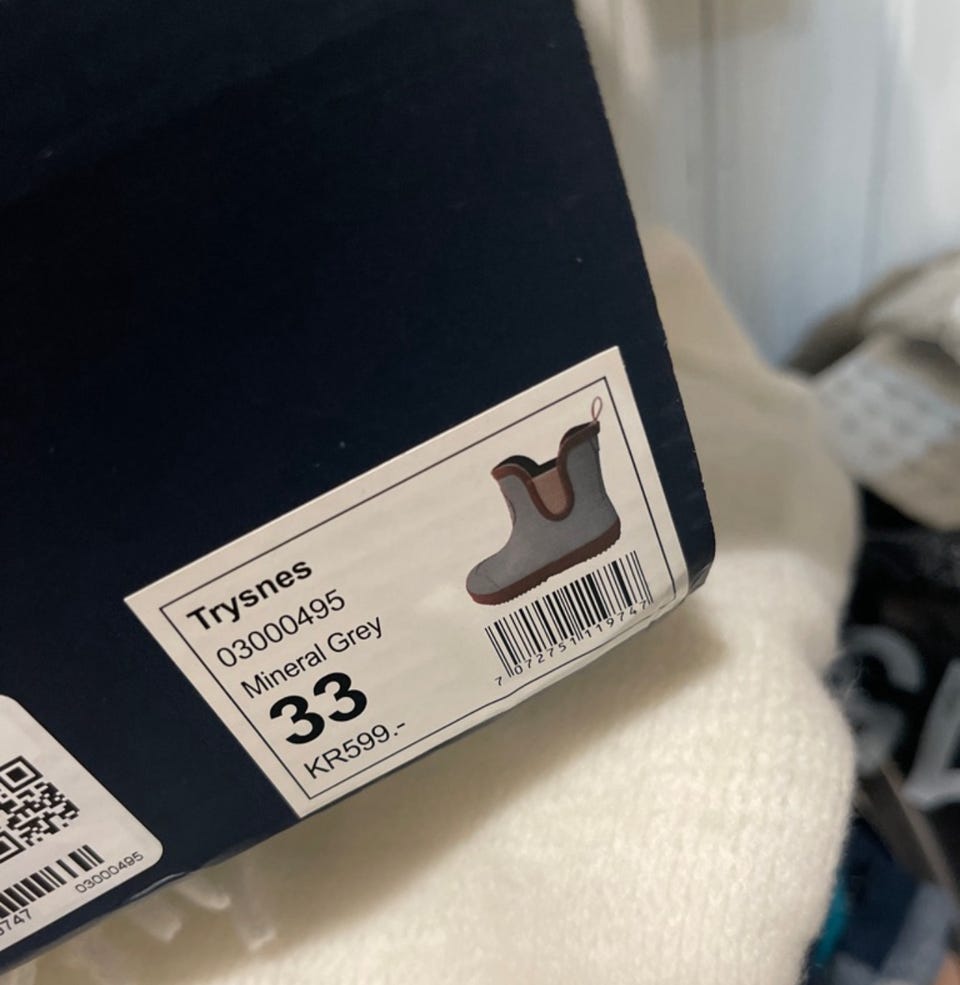 Trysnes
03000495
Mineral Grey
33
KR599.-
7 072751 119747
03000495